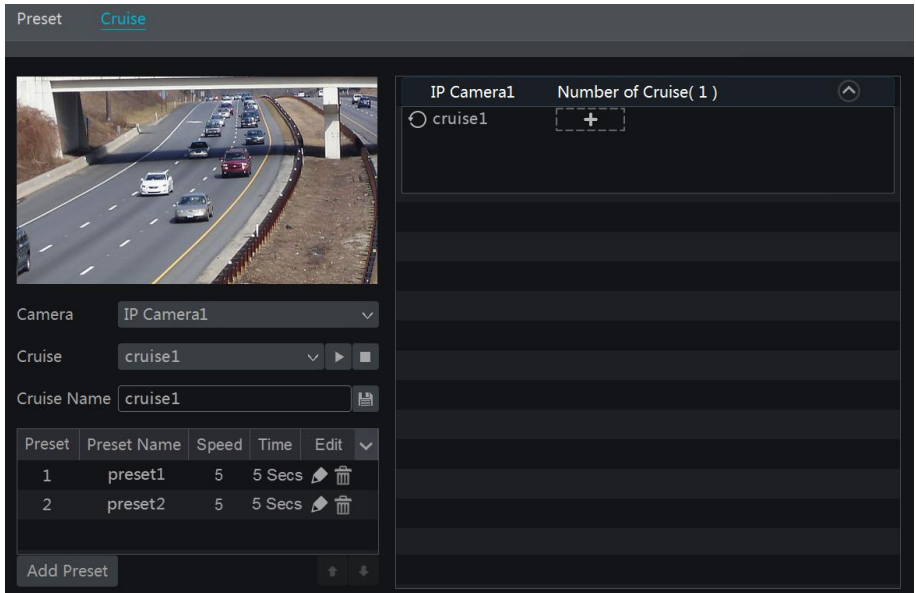 Preset Cruise
IP Camera1 Number of Cruise( 1 )
cruise1
Camera IP Camera1
Cruise cruise1
Cruise Name cruise1
Preset Preset Name Speed Time Edit
1 preset1 5 5 Secs
2 preset2 5 5 Secs
Add Preset